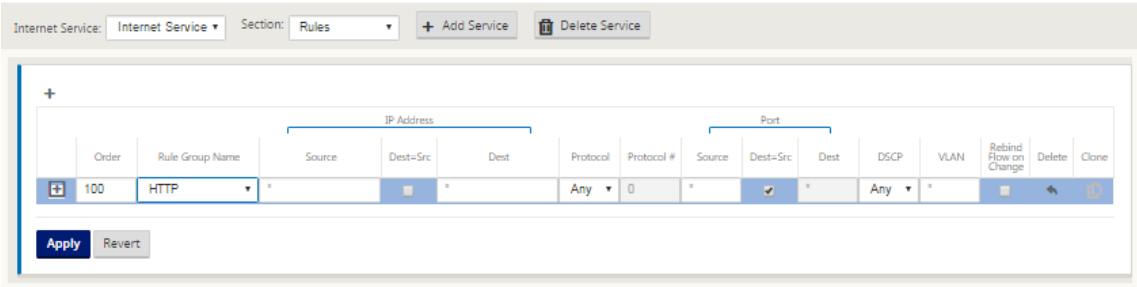 Internet Service: Internet Service Section: Rules + Add Service Delete Service
+
IP Address Port
Order Rule Group Name Source Dest=Src Dest Protocol Protocol # Source Dest=Src Dest DSCP VLAN Rebind Flow on Change Delete Clone
100 HTTP * * Any 0 * * Any *
Apply Revert